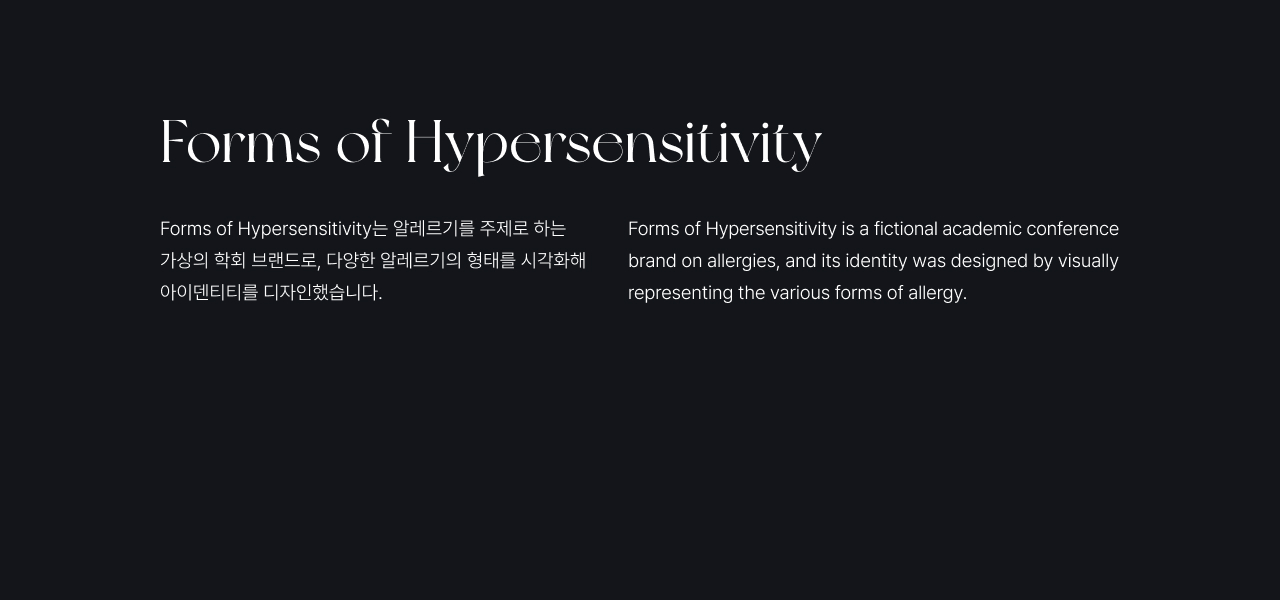 Forms of Hypersensitivity
Forms of Hypersensitivity는 알레르기를 주제로 하는
가상의 학회 브랜드로, 다양한 알레르기의 형태를 시각화해
아이덴티티를 디자인했습니다.
Forms of Hypersensitivity is a fictional academic conference
brand on allergies, and its identity was designed by visually
representing the various forms of allergy.